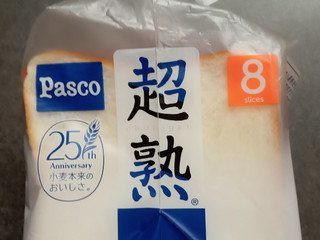 Pasco
超熟
®
8
slices
25th
Anniversary
小麦本来の
おいしさ。